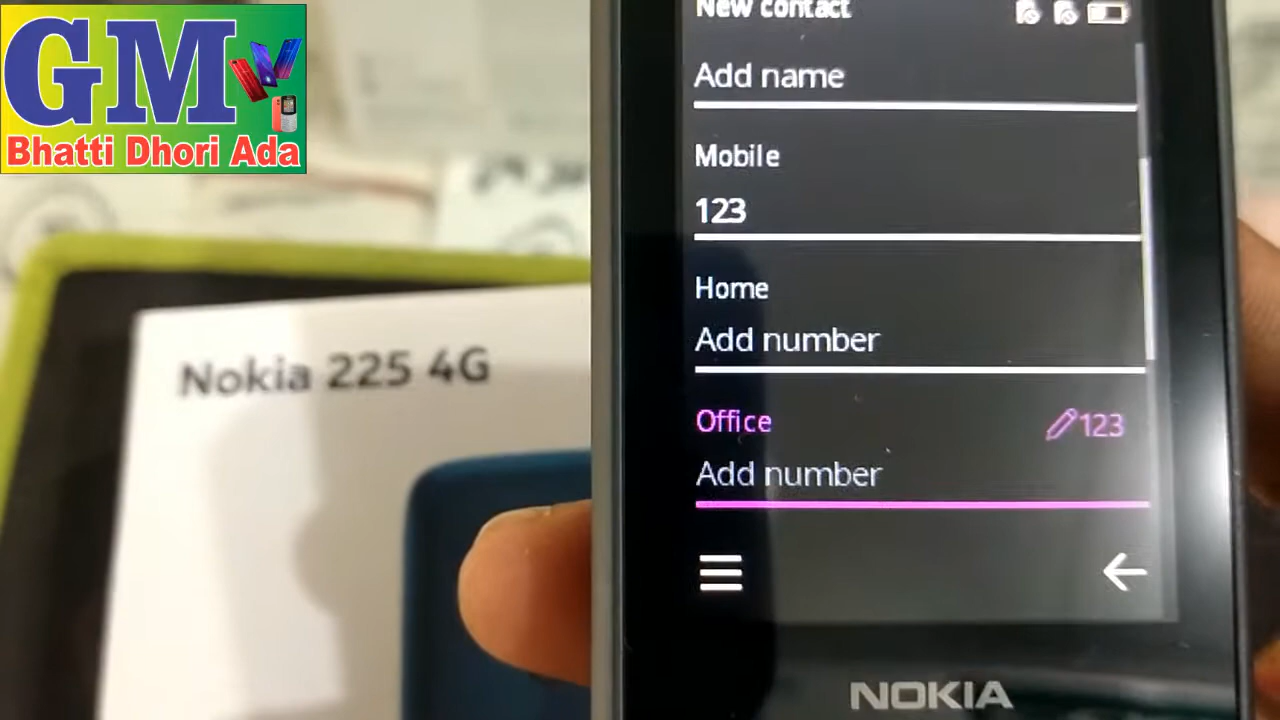 GM
Bhatti Dhori Ada
New contact
Add name
Mobile
123
Home
Add number
Office
123
Add number
Nokia 225 4G
NOKIA